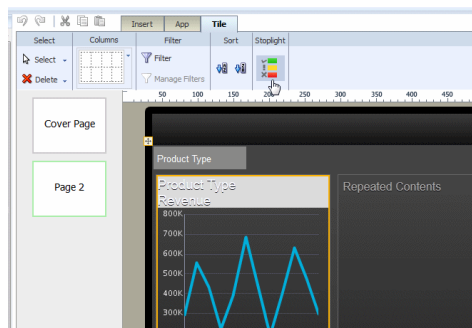 Insert App Tile
Select Columns Filter Sort Stoplight
Select Filter
Delete Manage Filters
50 100 150 200 250 300 350 400 450
Cover Page
Product Type
Page 2
Product Type Repeated Contents
Revenue
800K
700K
600K
500K
400K
300K